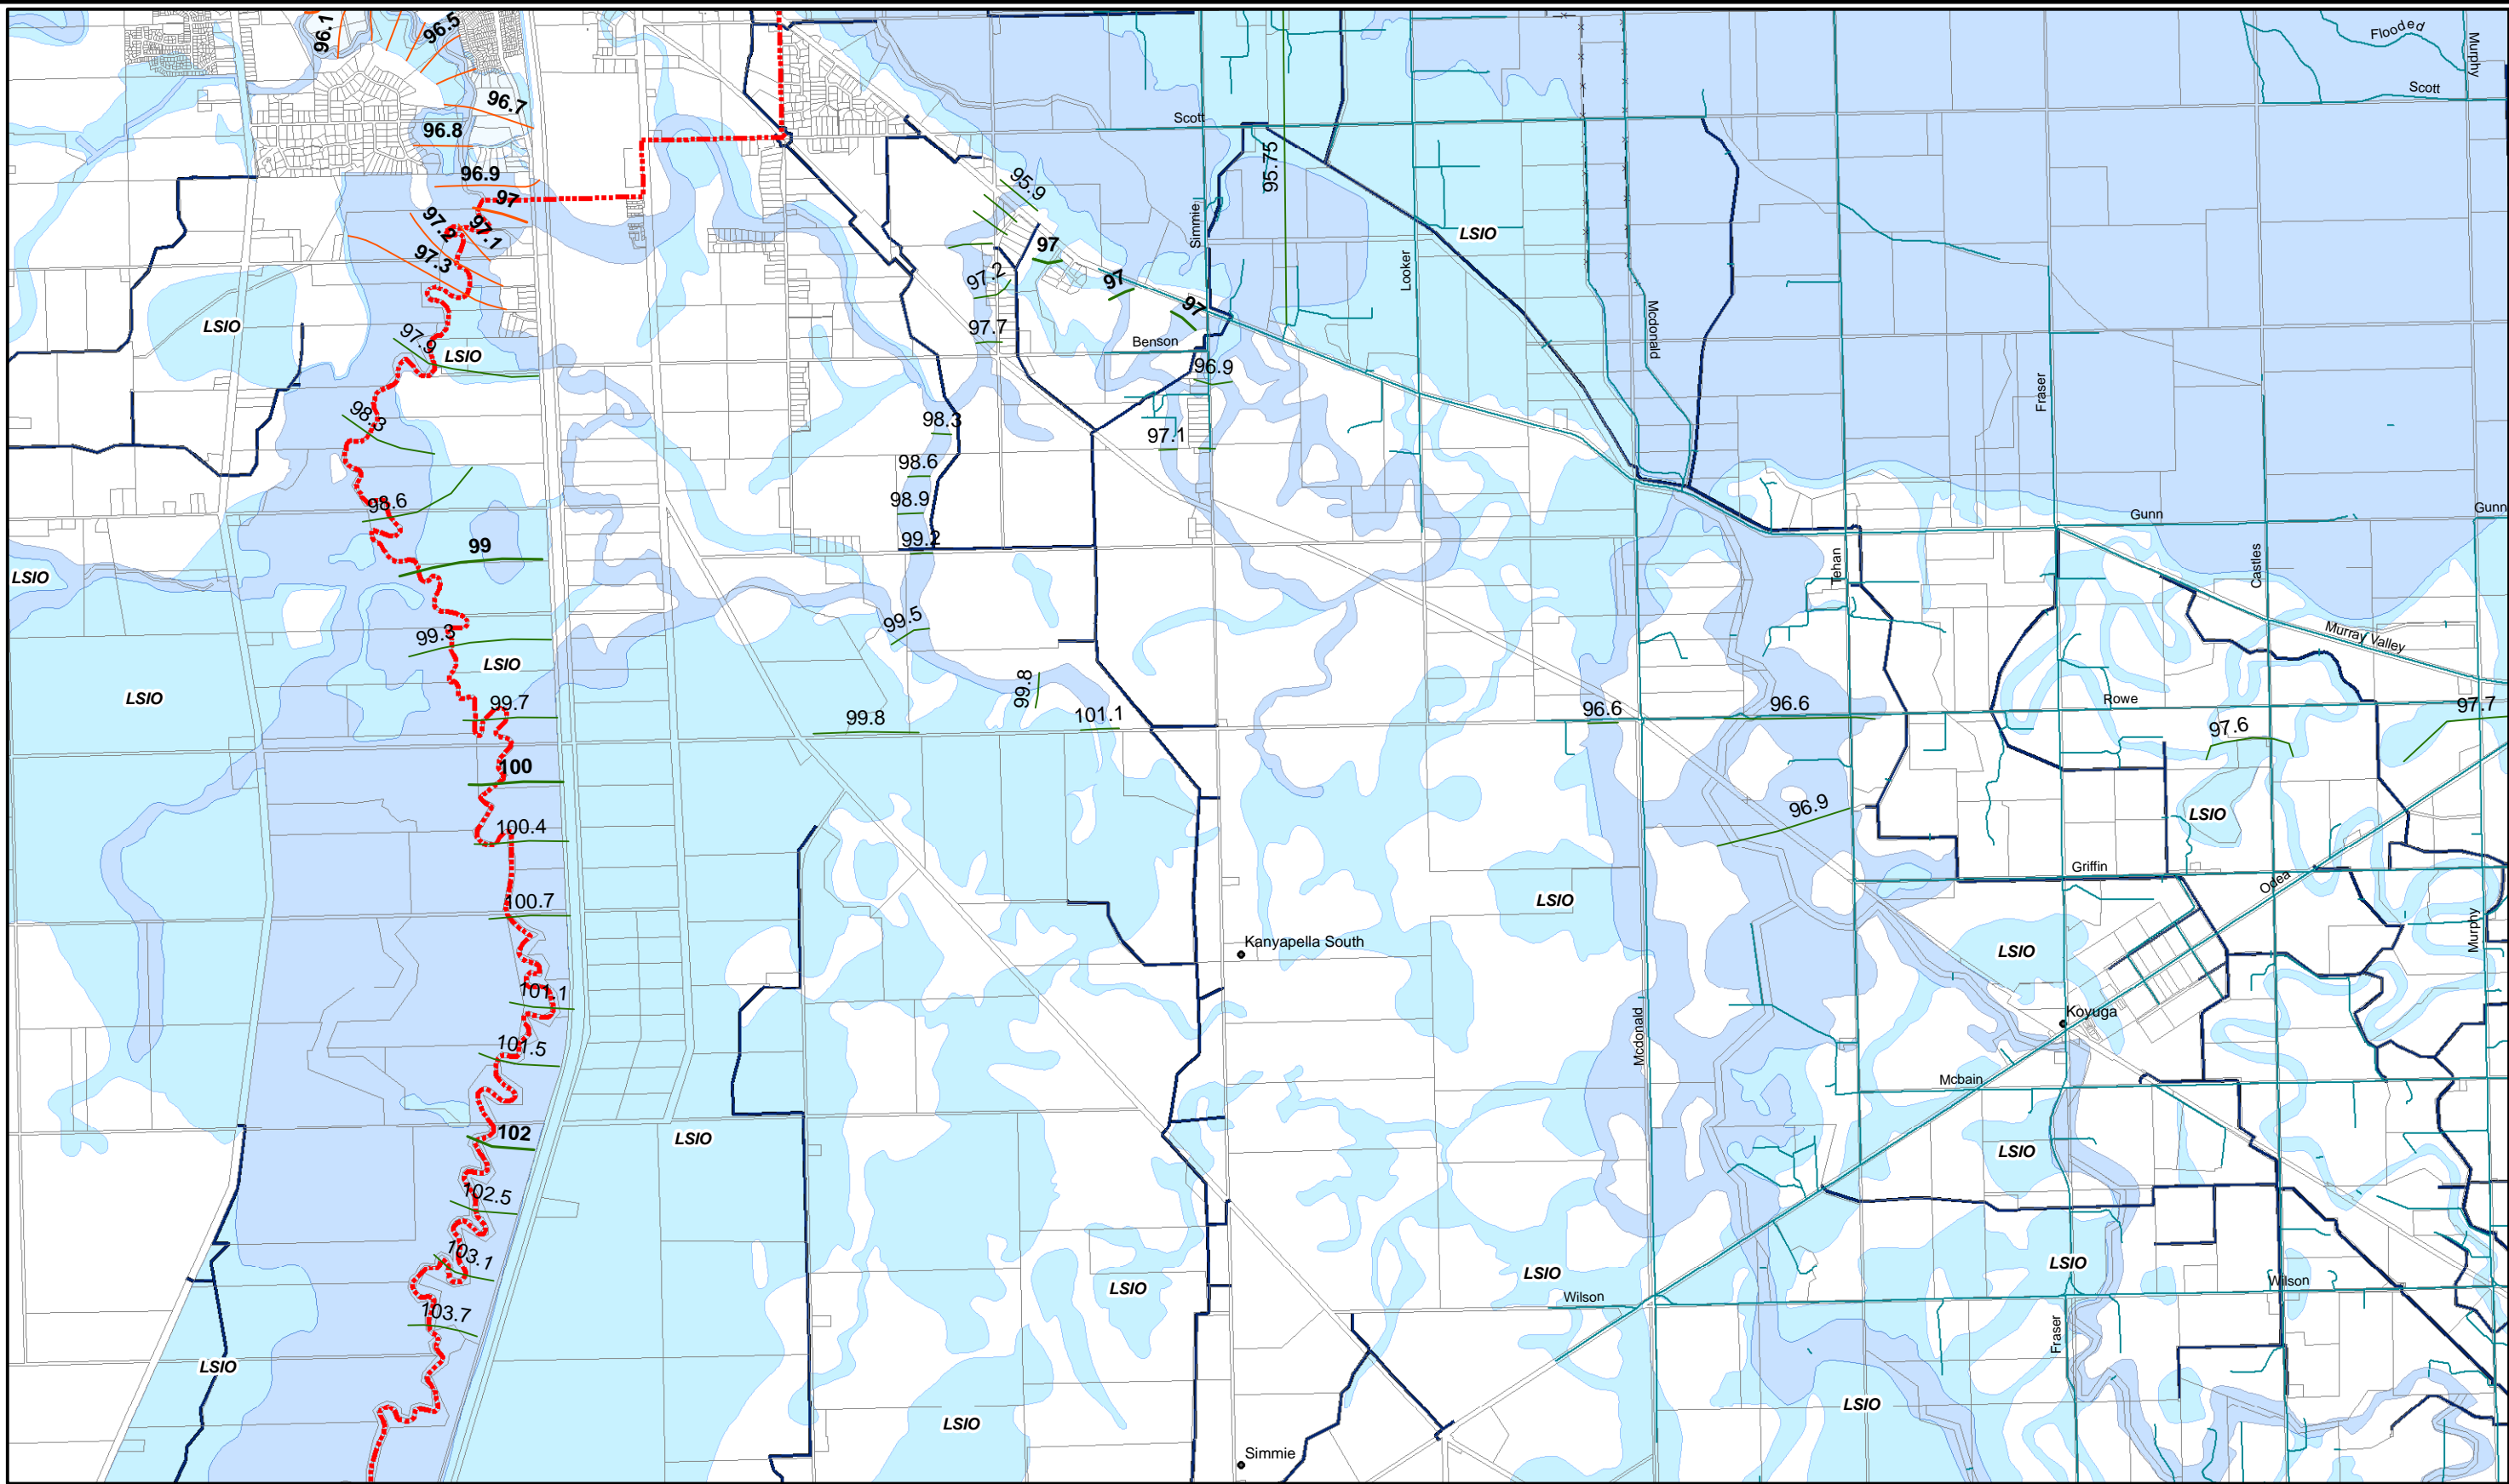 96.1
96.5
Flooded
Murphy
96.7
Scott
Scott
96.8
95.75
96.9
95.9
97
97.2
97.1
Simmie
LSIO
97
Looker
97.3
97.2
97
97
LSIO
97.7
Mcdonald
Benson
97.9
LSIO
96.9
Fraser
98.3
98.3
97.1
98.6
98.6
98.9
Gunn
Gunn
99
99.2
Tehan
Castles
LSIO
99.5
99.3
Murray Valley
LSIO
LSIO
99.8
99.7
99.8
101.1
96.6
96.6
Rowe
97.7
97.6
100
96.9
LSIO
100.4
Griffin
Odea
100.7
LSIO
Murphy
Kanyapella South
LSIO
101.1
Koyuga
Mcdonald
101.5
Mcbain
102
LSIO
LSIO
102.5
103.1
LSIO
LSIO
LSIO
Wilson
Wilson
103.7
Fraser
LSIO
LSIO
LSIO
Simmie